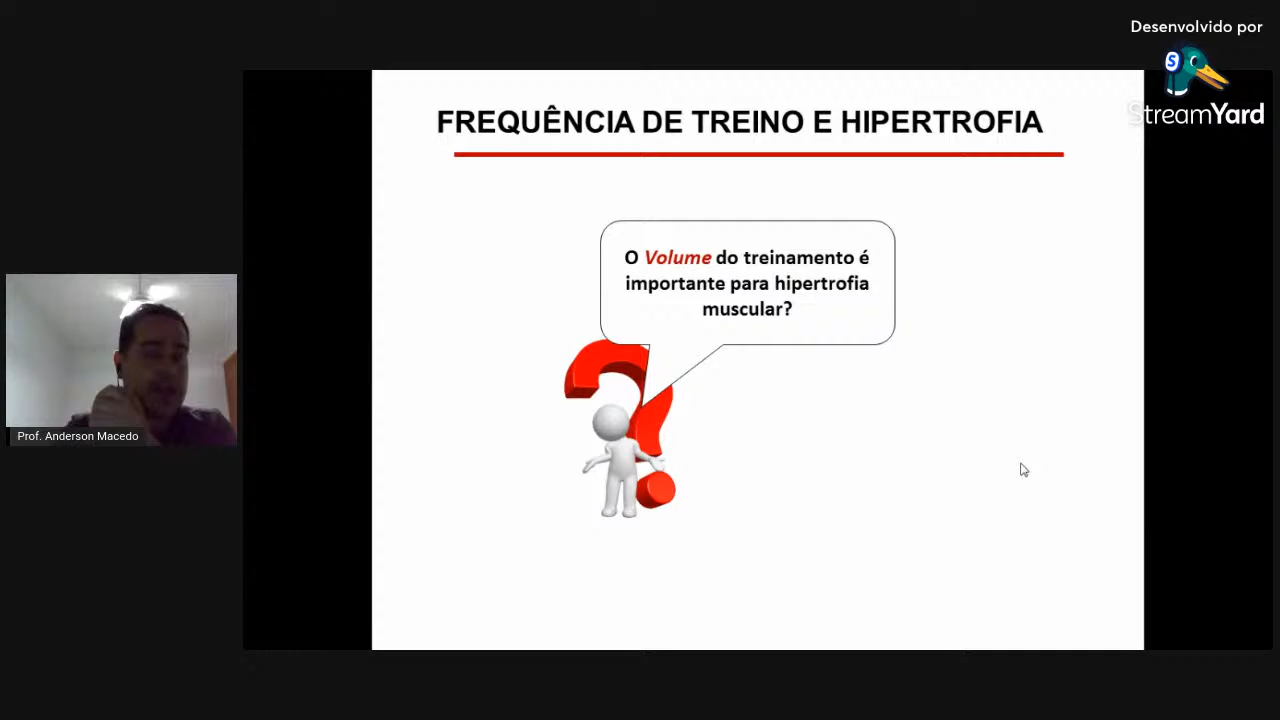 Desenvolvido por
S
StreamYard
FREQUÊNCIA DE TREINO E HIPERTROFIA
O Volume do treinamento é
importante para hipertrofia
muscular?
Prof. Anderson Macedo